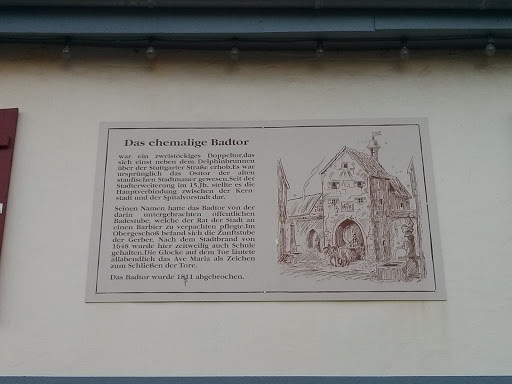 Das ehemalige Badtor
war ein zweistöckiges Doppeltor,das
sich einst neben dem Delphinbrunnen
über der Stuttgarter Straße erhob.Es war
ursprünglich das Osttor der alten
staufischen Stadtmauer gewesen.Seit der
Stadterweiterung im 15.Jh. stellte es die
Hauptverbindung zwischen der Kern
stadt und der Spitalvorstadt dar.
Seinen Namen hatte das Badtor von der
darin untergebrachten öffentlichen
Badestube, welche der Rat der Stadt an
einen Barbier zu verpachten pflegte.Im
Obergeschoß befand sich die Zunftstube
der Gerber. Nach dem Stadtbrand von
1648 wurde hier zeitweilig auch Schule
gehalten.Die Glocke auf dem Tor läutete
allabendlich das Ave Maria als Zeichen
zum Schließen der Tore.
Das Badtor wurde 1811 abgebrochen.